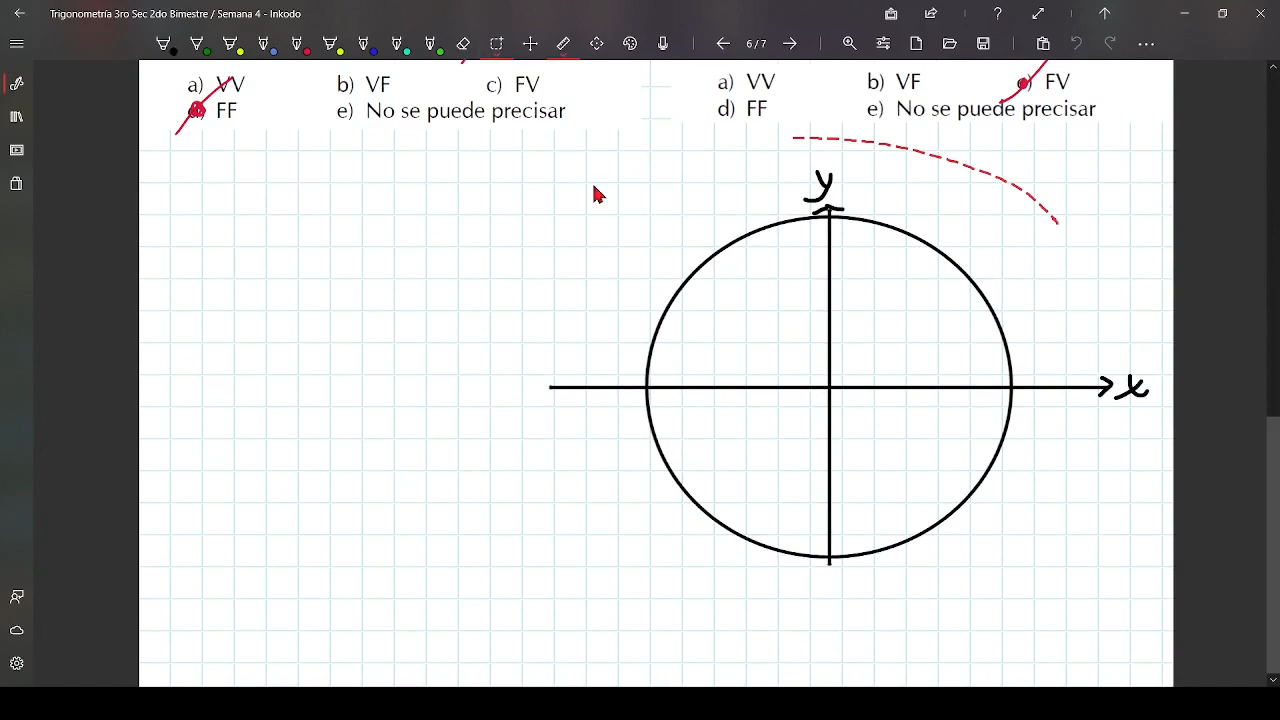 Trigonometría 3ro Sec 2do Bimestre / Semana 4 - Inkodo
6/7
a) VV b) VF c) FV
d) FF e) No se puede precisar
a) VV b) VF c) FV
d) FF e) No se puede precisar
y
x